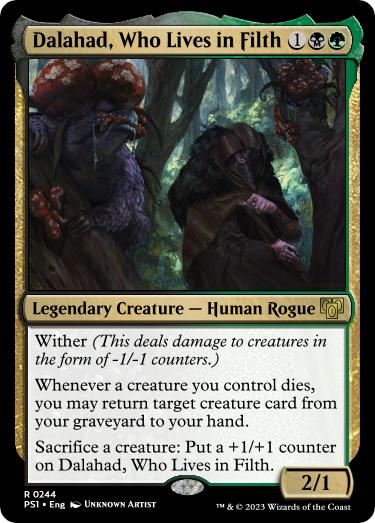 Dalahad, Who Lives in Filth 1
Legendary Creature — Human Rogue
Wither (This deals damage to creatures in
the form of -1/-1 counters.)
Whenever a creature you control dies,
you may return target creature card from
your graveyard to your hand.
Sacrifice a creature: Put a +1/+1 counter
on Dalahad, Who Lives in Filth.
2/1
R 0244
PS1 • Eng Unknown Artist
™ & © 2023 Wizards of the Coast